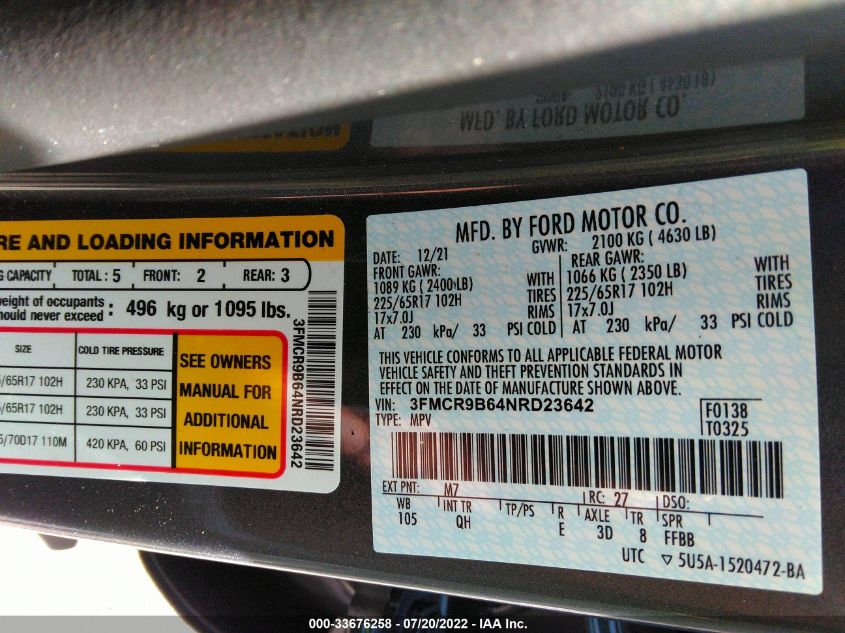 MFD. BY FORD MOTOR CO.
RE AND LOADING INFORMATION
G CAPACITY TOTAL : 5 FRONT: 2 REAR: 3
weight of occupants
hould never exceed : 496 kg or 1095 lbs.
SIZE COLD TIRE PRESSURE
/65R17 102H 230 KPA, 33 PSI
/65R17 102H 230 KPA, 33 PSI
5/70D17 110M 420 KPA, 60 PSI
SEE OWNERS
MANUAL FOR
ADDITIONAL
INFORMATION
3FMCR9B64NRD23642
MFD. BY FORD MOTOR CO.
DATE: 12/21 GVWR: 2100 KG ( 4630 LB)
FRONT GAWR: REAR GAWR:
1089 KG ( 2400 LB) WITH 1066 KG ( 2350 LB) WITH
225/65R17 102H TIRES 225/65R17 102H TIRES
17x7.0J RIMS 17x7.0J RIMS
AT 230 kPa/ 33 PSI COLD AT 230 kPa/ 33 PSI COLD
THIS VEHICLE CONFORMS TO ALL APPLICABLE FEDERAL MOTOR
VEHICLE SAFETY AND THEFT PREVENTION STANDARDS IN
EFFECT ON THE DATE OF MANUFACTURE SHOWN ABOVE.
VIN: 3FMCR9B64NRD23642
TYPE: MPV
F0138
T0325
EXT PNT: M7 RC: 27 DSO:
WB INT TR TP/PS R AXLE TR SPR
105 QH E 3D 8 FFBB
UTC ▽ 5U5A-1520472-BA
000-33676258 - 07/20/2022 - IAA Inc.